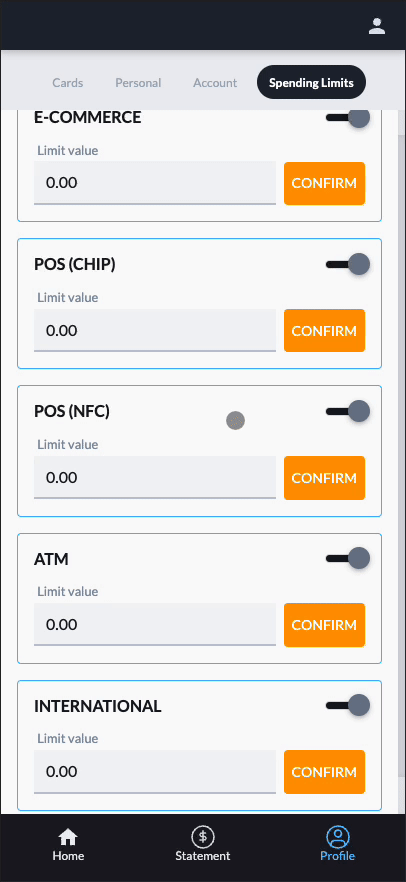 Cards Personal Account Spending Limits
E-COMMERCE
Limit value
0.00 CONFIRM
POS (CHIP)
Limit value
0.00 CONFIRM
POS (NFC)
Limit value
0.00 CONFIRM
ATM
Limit value
0.00 CONFIRM
INTERNATIONAL
Limit value
0.00 CONFIRM
Home Statement Profile